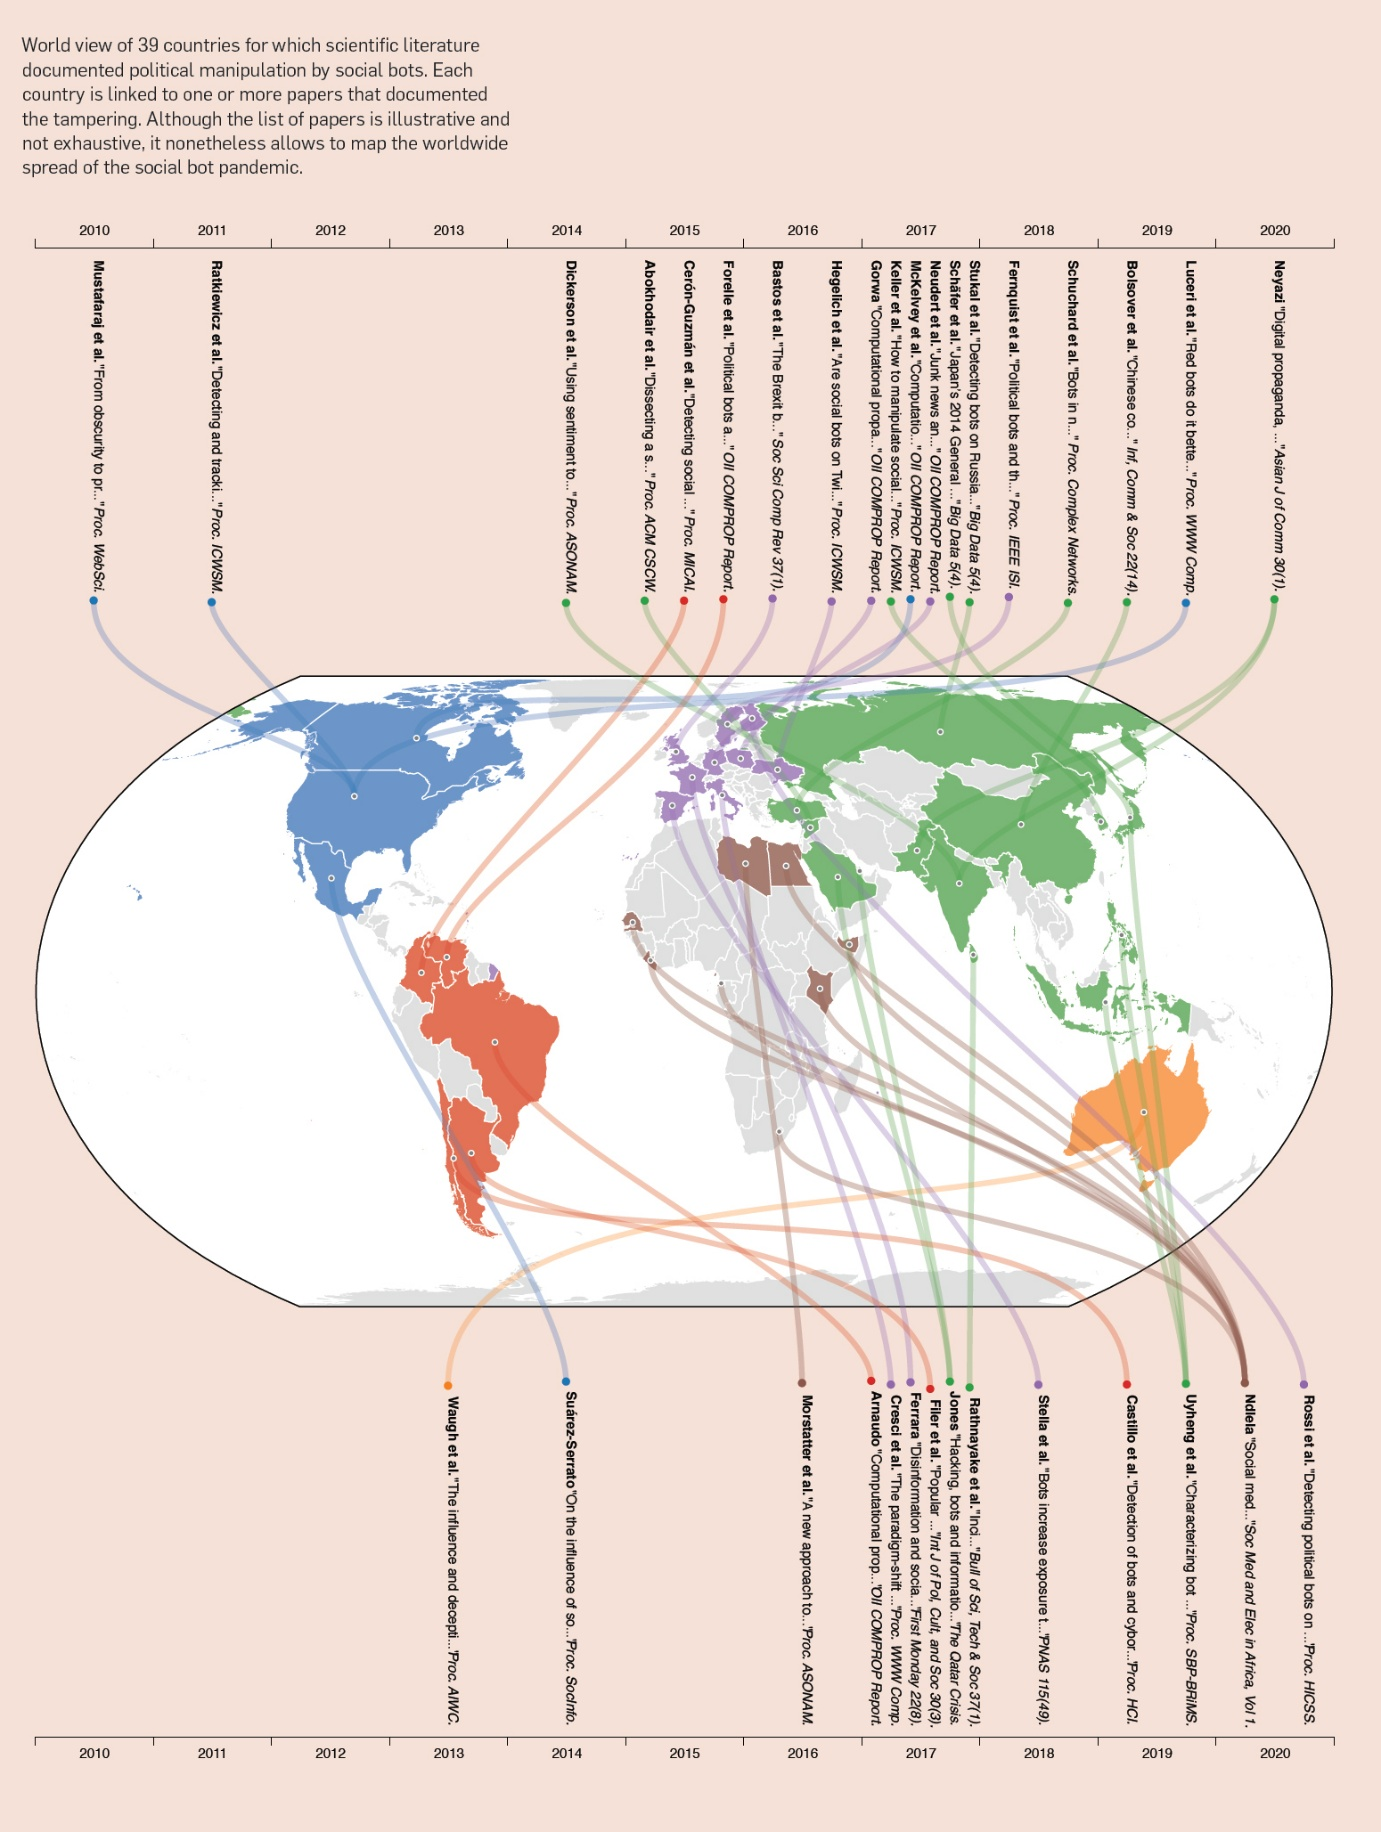 World view of 39 countries for which scientific literature
documented political manipulation by social bots. Each
country is linked to one or more papers that documented
the tampering. Although the list of papers is illustrative and
not exhaustive, it nonetheless allows to map the worldwide
spread of the social bot pandemic.
2010 2011 2012 2013 2014 2015 2016 2017 2018 2019 2020
Mustafaraj et al. "From obscurity to pr..." Proc. WebSci.
Ratkiewicz et al. "Detecting and tracki..." Proc. ICWSM.
Dickerson et al. "Using sentiment to..." Proc. ASONAM.
Abokhodair et al. "Dissecting a s..." Proc. ACM CSCW.
Cerón-Guzmán et al. "Detecting social ..." Proc. MICAI.
Forelle et al. "Political bots a..." OII COMPROP Report.
Bastos et al. "The Brexit b..." Soc Sci Comp Rev 37(1).
Hegelich et al. "Are social bots on Twi..." Proc. ICWSM.
Gorwa "Computational propa..." OII COMPROP Report.
Keller et al. "How to manipulate social..." Proc. ICWSM.
McKelvey et al. "Computatio..." OII COMPROP Report.
Neudert et al. "Junk news an..." OII COMPROP Report.
Schäfer et al. "Japan's 2014 General ..." Big Data 5(4).
Stukal et al. "Detecting bots on Russia..." Big Data 5(4).
Fernquist et al. "Political bots and th..." Proc. IEEE ISI.
Schuchard et al. "Bots in n..." Proc. Complex Networks.
Bolsover et al. "Chinese co..." Inf, Comm & Soc 22(14).
Luceri et al. "Red bots do it bette..." Proc. WWW Comp.
Neyazi "Digital propaganda, ..." Asian J of Comm 30(1).
Waugh et al. "The influence and decepti..." Proc. AIWC.
Suárez-Serrato "On the influence of so..." Proc. SocInfo.
Morstatter et al. "A new approach to..." Proc. ASONAM.
Arnaudo "Computational prop..." OII COMPROP Report.
Cresci et al. "The paradigm-shift ..." Proc. WWW Comp.
Ferrara "Disinformation and socia..." First Monday 22(8).
Filer et al. "Popular ..." Int J of Pol, Cult, and Soc 30(3).
Jones "Hacking, bots and informatio..." The Qatar Crisis.
Rathnayake et al. "Inci..." Bull of Sci, Tech & Soc 37(1).
Stella et al. "Bots increase exposure t..." PNAS 115(49).
Castillo et al. "Detection of bots and cybor..." Proc. HCI.
Uyheng et al. "Characterizing bot ..." Proc. SBP-BRiMS.
Ndlela "Social med..." Soc Med and Elec in Africa, Vol 1.
Rossi et al. "Detecting political bots on ..." Proc. HICSS.
2010 2011 2012 2013 2014 2015 2016 2017 2018 2019 2020